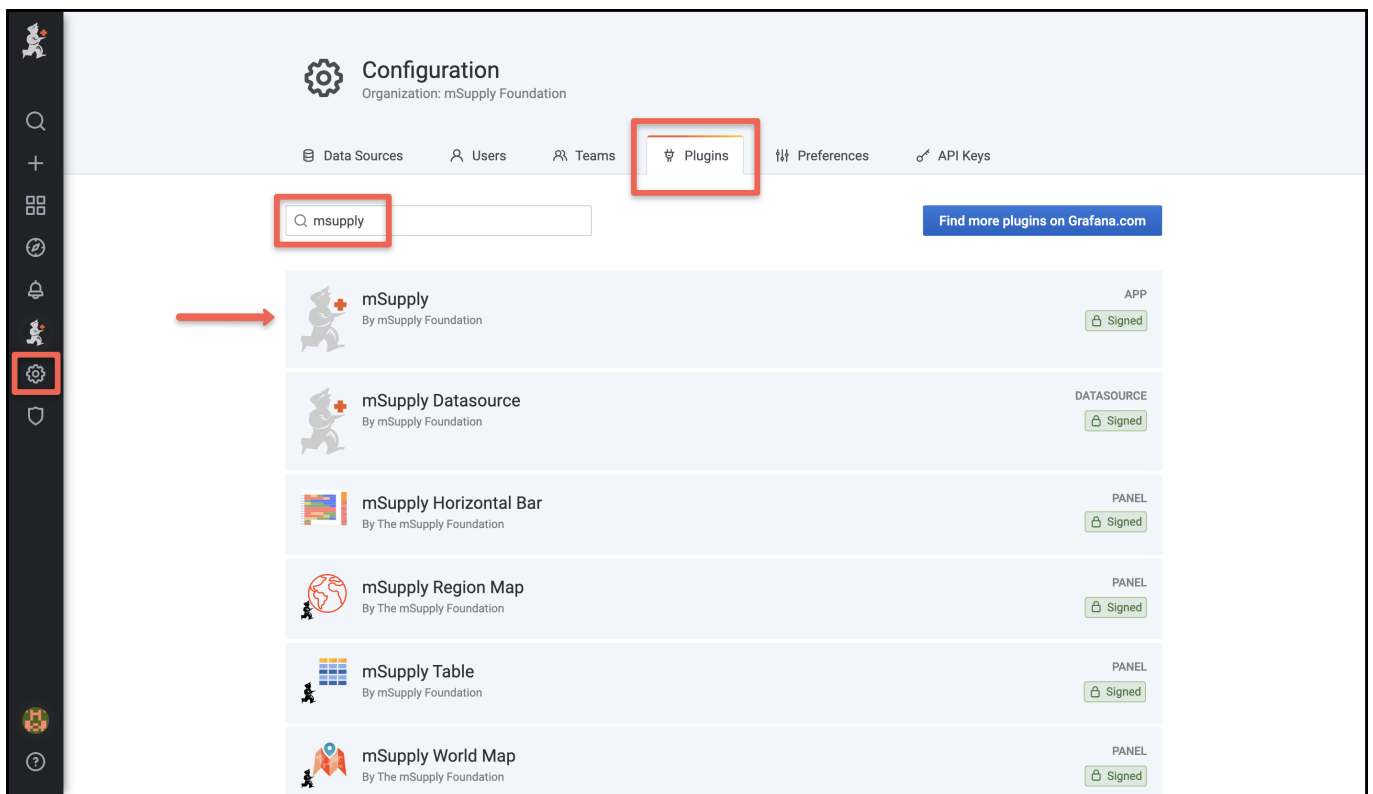 Configuration
Organization: mSupply Foundation
Data Sources Users Teams Plugins Preferences API Keys
msupply
Find more plugins on Grafana.com
mSupply
By mSupply Foundation
APP
Signed
mSupply Datasource
By mSupply Foundation
DATASOURCE
Signed
mSupply Horizontal Bar
By The mSupply Foundation
PANEL
Signed
mSupply Region Map
By The mSupply Foundation
PANEL
Signed
mSupply Table
By mSupply Foundation
PANEL
Signed
mSupply World Map
By The mSupply Foundation
PANEL
Signed